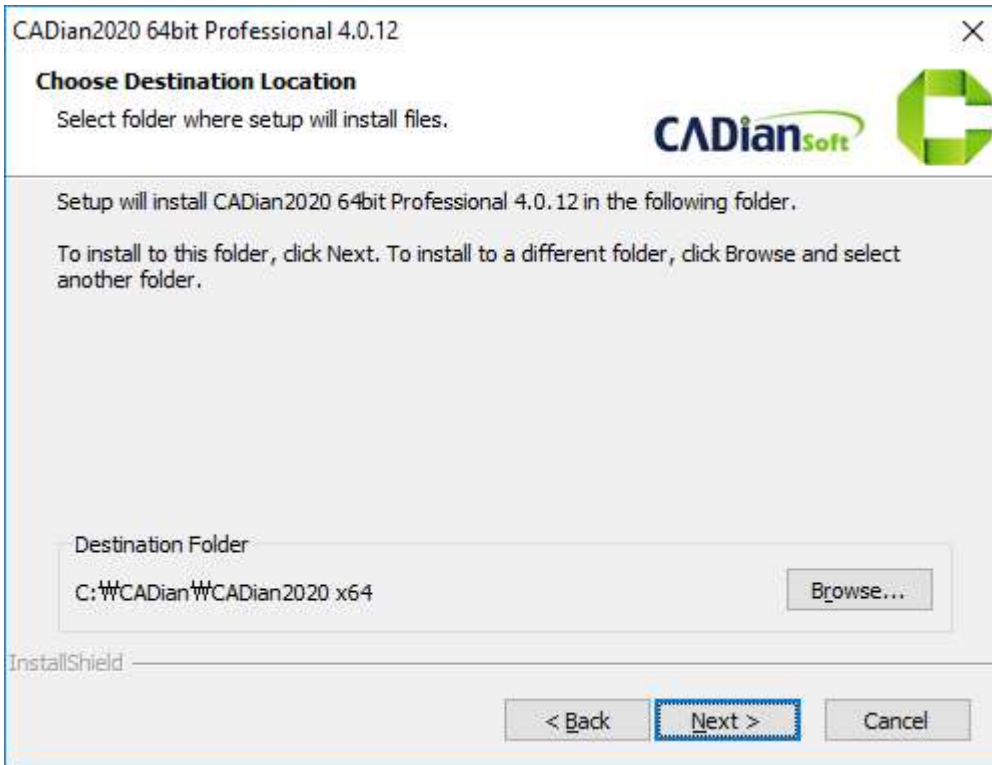 CADian2020 64bit Professional 4.0.12
Choose Destination Location
Select folder where setup will install files.
CADianSoft
Setup will install CADian2020 64bit Professional 4.0.12 in the following folder.
To install to this folder, click Next. To install to a different folder, click Browse and select
another folder.
Destination Folder
C:₩CADian₩CADian2020 x64
Browse...
InstallShield
< Back
Next >
Cancel